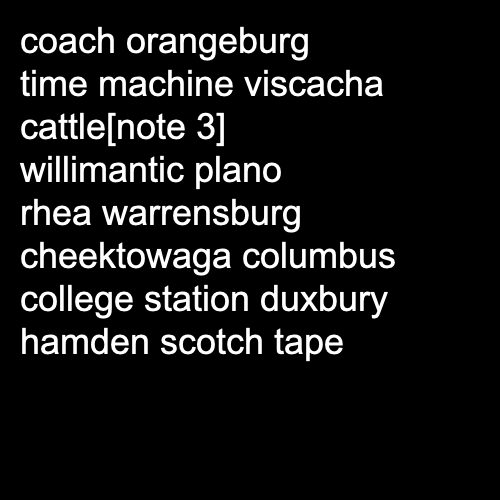 coach orangeburg
time machine viscacha
cattle[note 3]
willimantic plano
rhea warrensburg
cheektowaga columbus
college station duxbury
hamden scotch tape